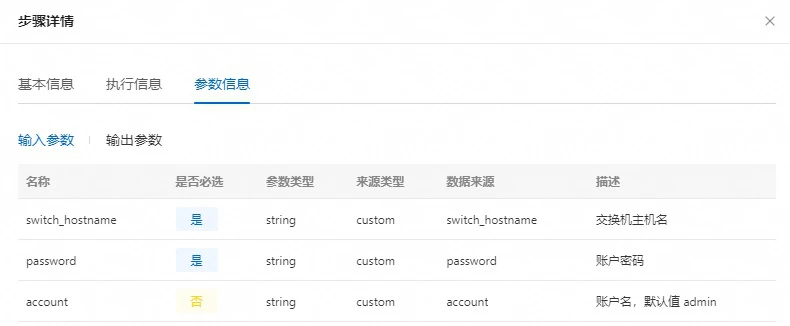 步骤详情
基本信息 执行信息 参数信息
输入参数 输出参数
名称 是否必选 参数类型 来源类型 数据来源 描述
switch_hostname 是 string custom switch_hostname 交换机主机名
password 是 string custom password 账户密码
account 否 string custom account 账户名，默认值 admin